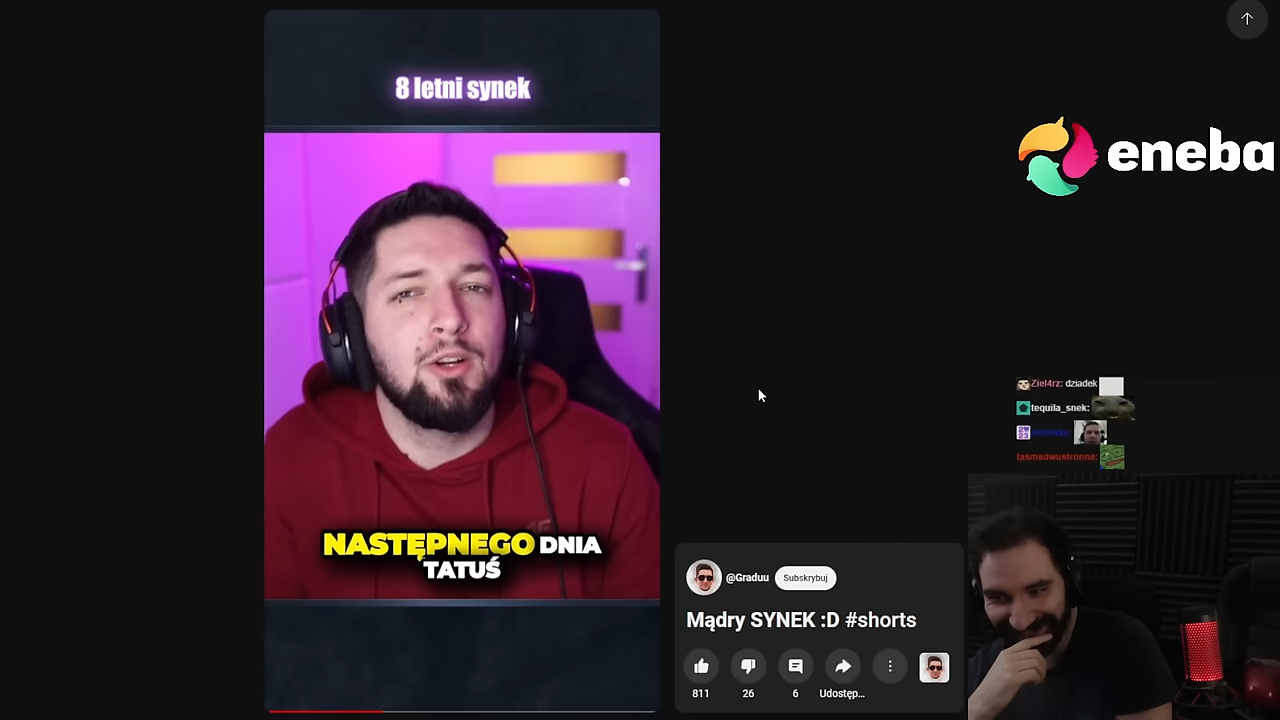 8 letni synek
NASTĘPNEGO DNIA
TATUŚ
eneba
Ziel4rz: dziadek
tequila_snek:
tasmadwustronna:
@Graduu
Subskrybuj
Mądry SYNEK :D #shorts
811
26
6
Udostęp...